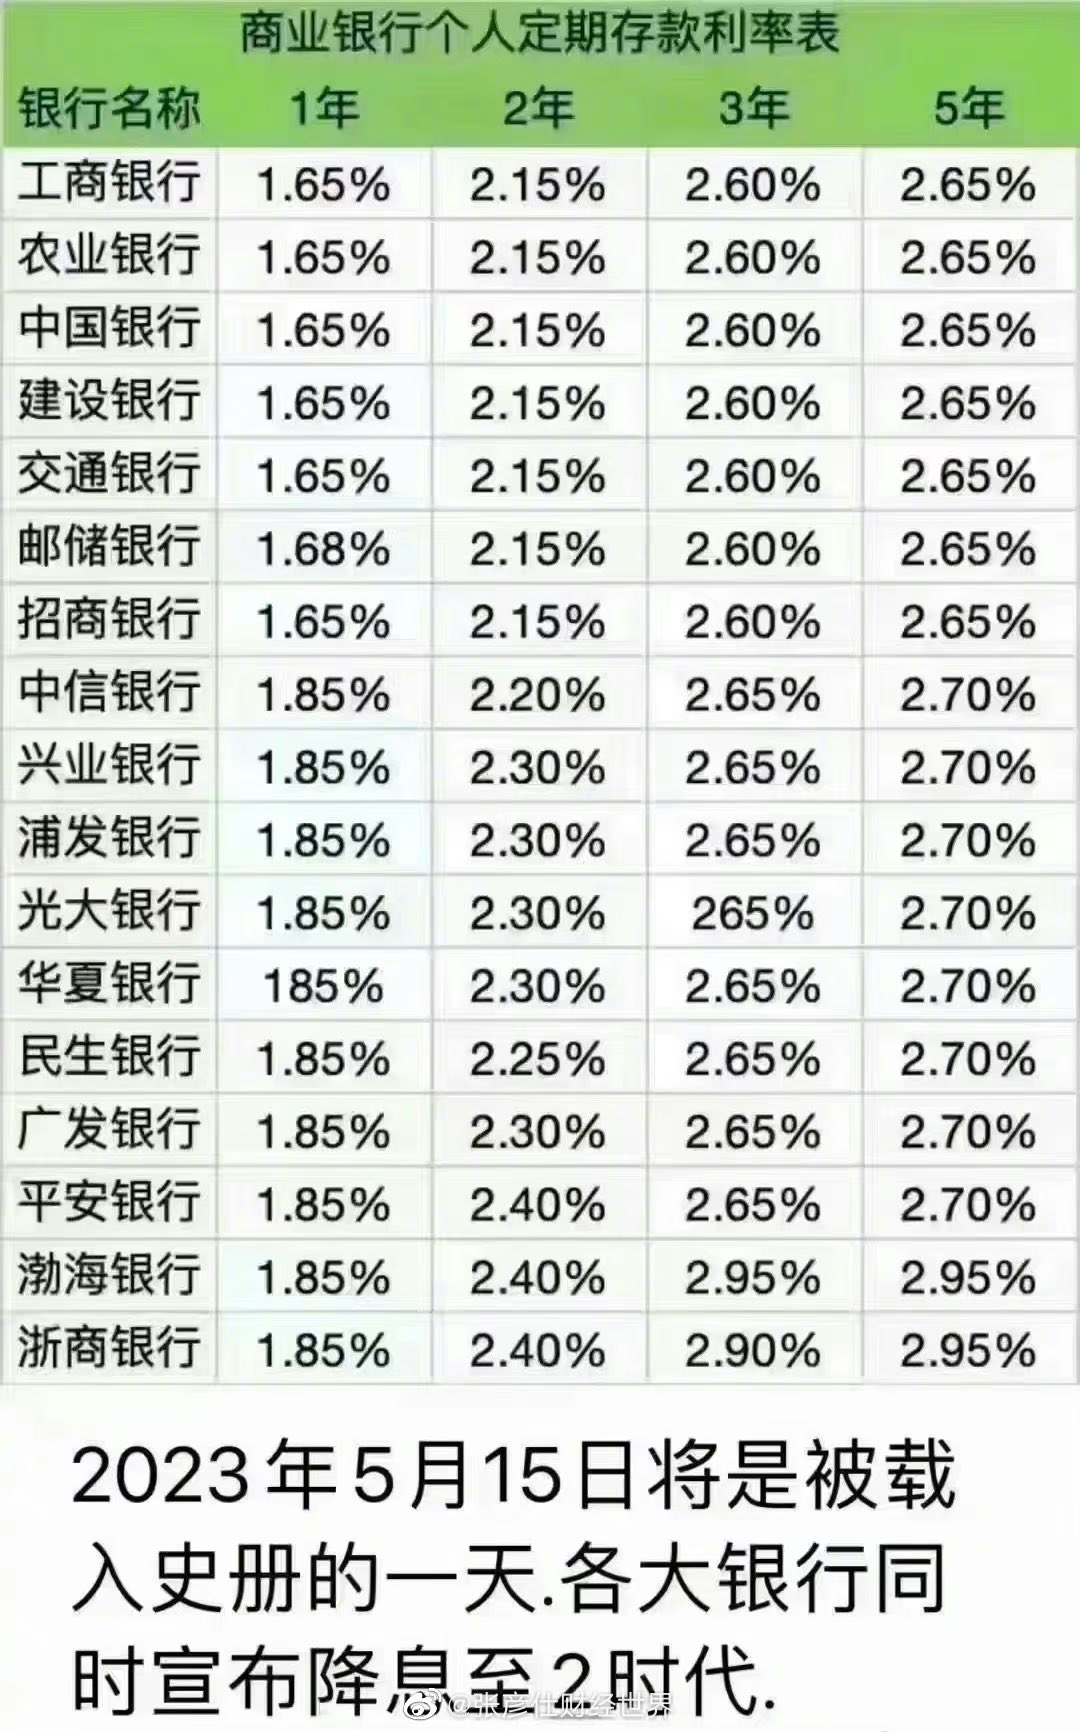 商业银行个人定期存款利率表
银行名称 1年 2年 3年 5年
工商银行 1.65% 2.15% 2.60% 2.65%
农业银行 1.65% 2.15% 2.60% 2.65%
中国银行 1.65% 2.15% 2.60% 2.65%
建设银行 1.65% 2.15% 2.60% 2.65%
交通银行 1.65% 2.15% 2.60% 2.65%
邮储银行 1.68% 2.15% 2.60% 2.65%
招商银行 1.65% 2.15% 2.60% 2.65%
中信银行 1.85% 2.20% 2.65% 2.70%
兴业银行 1.85% 2.30% 2.65% 2.70%
浦发银行 1.85% 2.30% 2.65% 2.70%
光大银行 1.85% 2.30% 265% 2.70%
华夏银行 185% 2.30% 2.65% 2.70%
民生银行 1.85% 2.25% 2.65% 2.70%
广发银行 1.85% 2.30% 2.65% 2.70%
平安银行 1.85% 2.40% 2.65% 2.70%
渤海银行 1.85% 2.40% 2.95% 2.95%
浙商银行 1.85% 2.40% 2.90% 2.95%
2023年5月15日将是被载
入史册的一天.各大银行同
时宣布降息至2时代.
@张彦仕财经世界